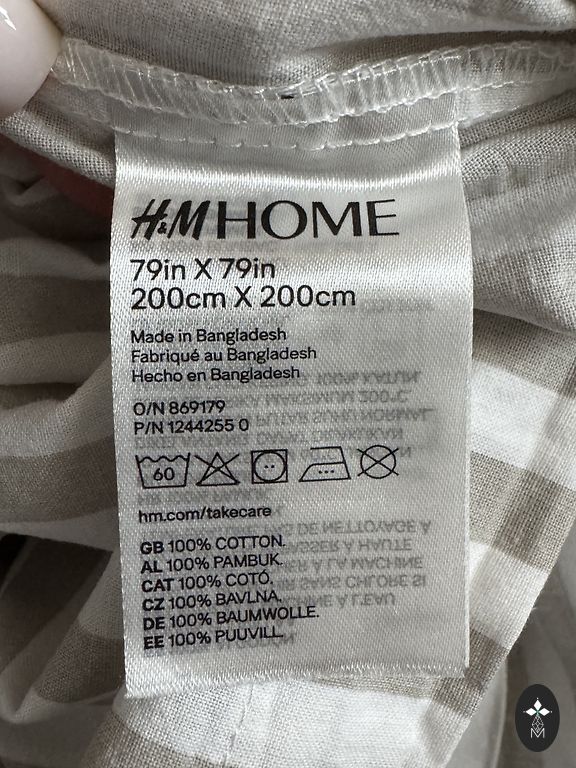 H&M HOME
79in X 79in
200cm X 200cm
Made in Bangladesh
Fabriqué au Bangladesh
Hecho en Bangladesh
O/N 869179
P/N 1244255 0
60
hm.com/takecare
GB 100% COTTON.
AL 100% PAMBUK.
CAT 100% COTÓ.
CZ 100% BAVLNA.
DE 100% BAUMWOLLE.
EE 100% PUUVILL.
M